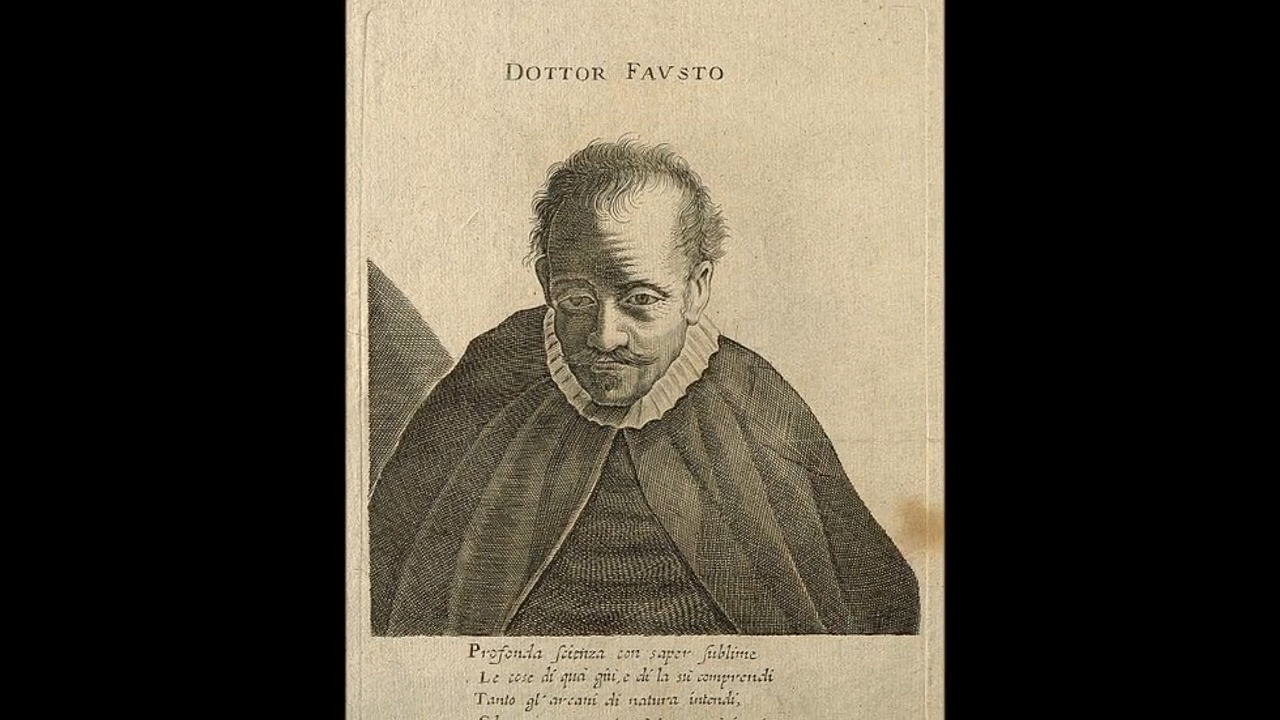 DOTTOR FAVSTO
Profonda ſcienza con saper ſublime
Le cose di quà giù, e di là sù comprendi
Tanto gl' arcani di natura intendi,